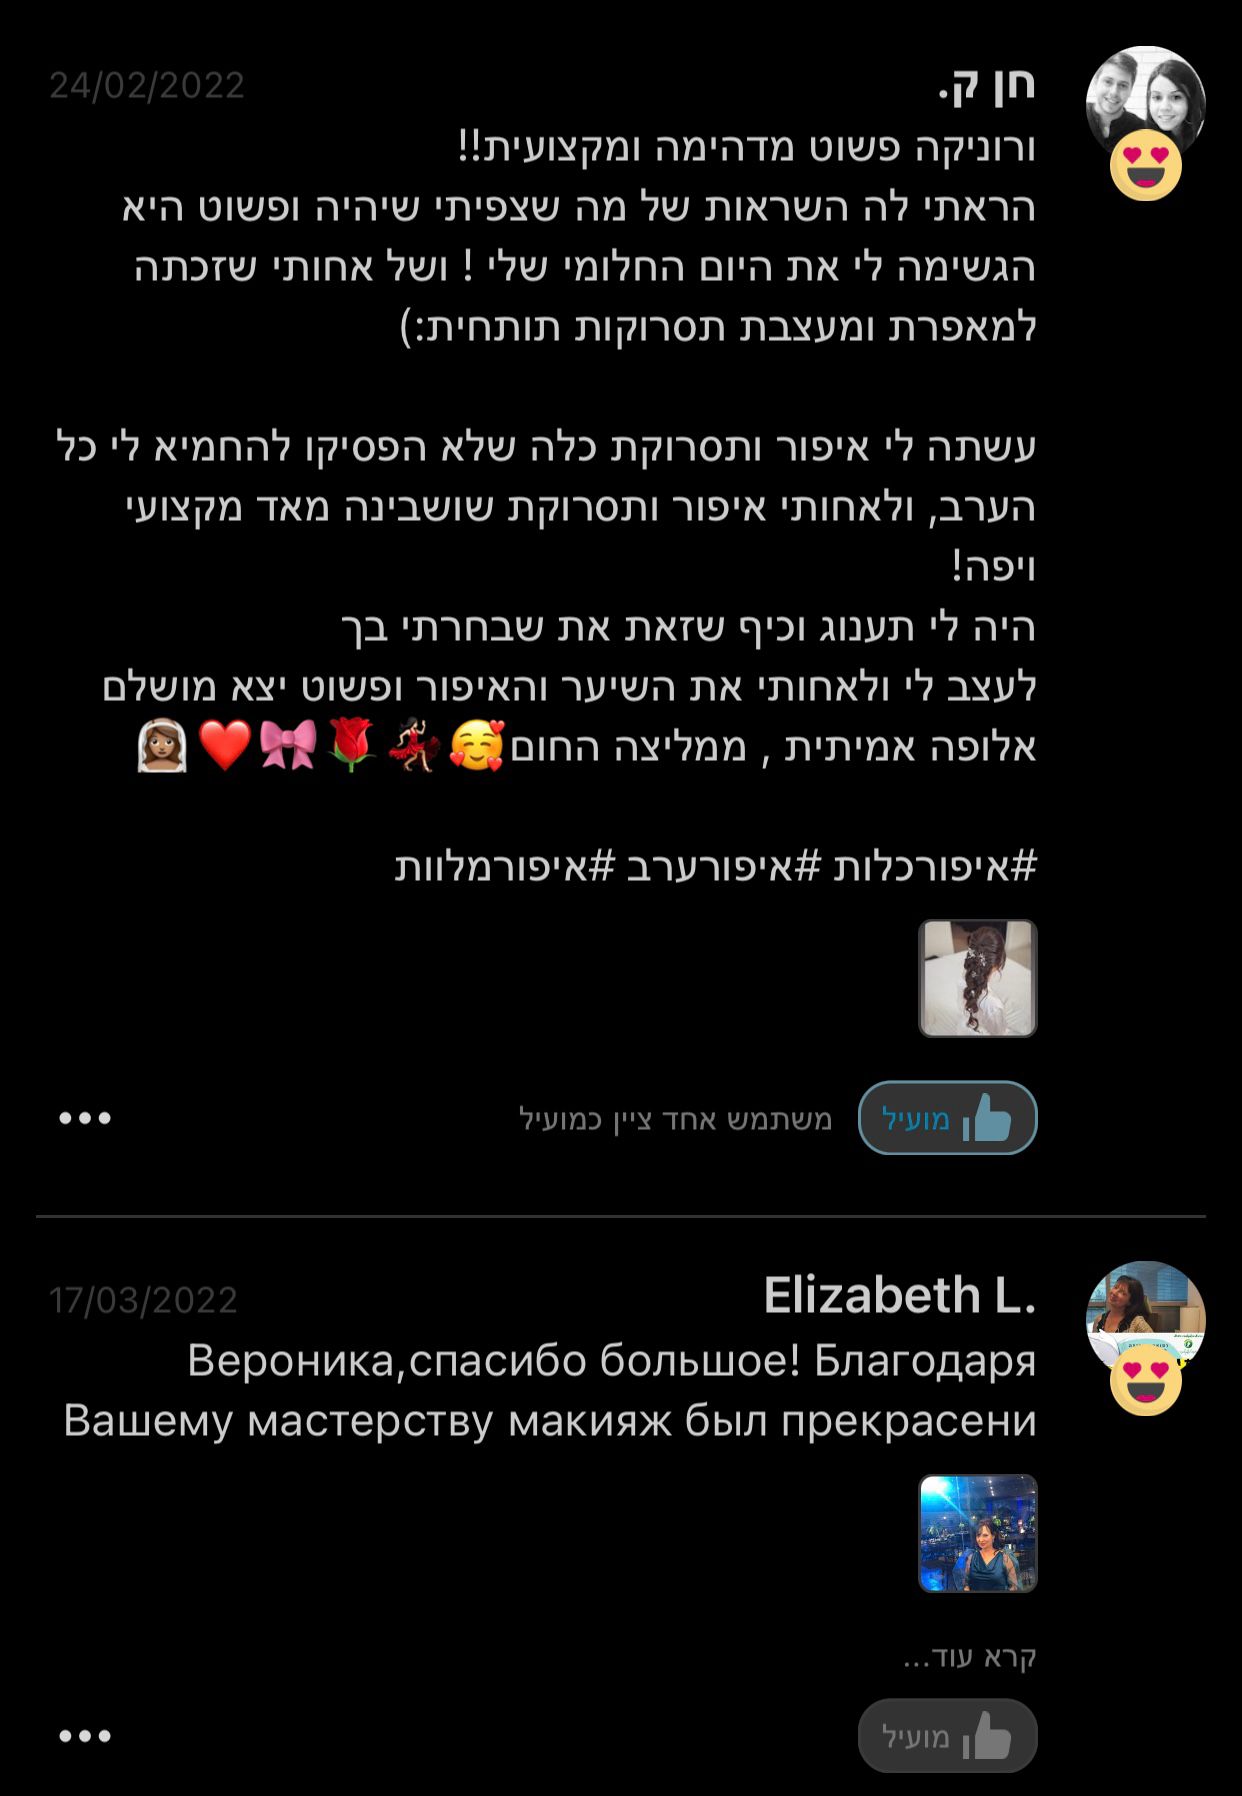 חן ק.
24/02/2022
ורוניקה פשוט מדהימה ומקצועית!!
הראתי לה השראות של מה שצפיתי שיהיה ופשוט היא
הגשימה לי את היום החלומי שלי ! ושל אחותי שזכתה
למאפרת ומעצבת תסרוקות תותחית:)
עשתה לי איפור ותסרוקת כלה שלא הפסיקו להחמיא לי כל
הערב, ולאחותי איפור ותסרוקת שושבינה מאד מקצועי
ויפה!
היה לי תענוג וכיף שזאת את שבחרתי בך
לעצב לי ולאחותי את השיער והאיפור ופשוט יצא מושלם
אלופה אמיתית , ממליצה החום🥰💃🏻🌹🎀❤️👰🏽
#איפורכלות #איפורערב #איפורמלוות
מועיל
משתמש אחד ציין כמועיל
Elizabeth L.
17/03/2022
Вероника,спасибо большое! Благодаря
Вашему мастерству макияж был прекрасени
קרא עוד...
מועיל